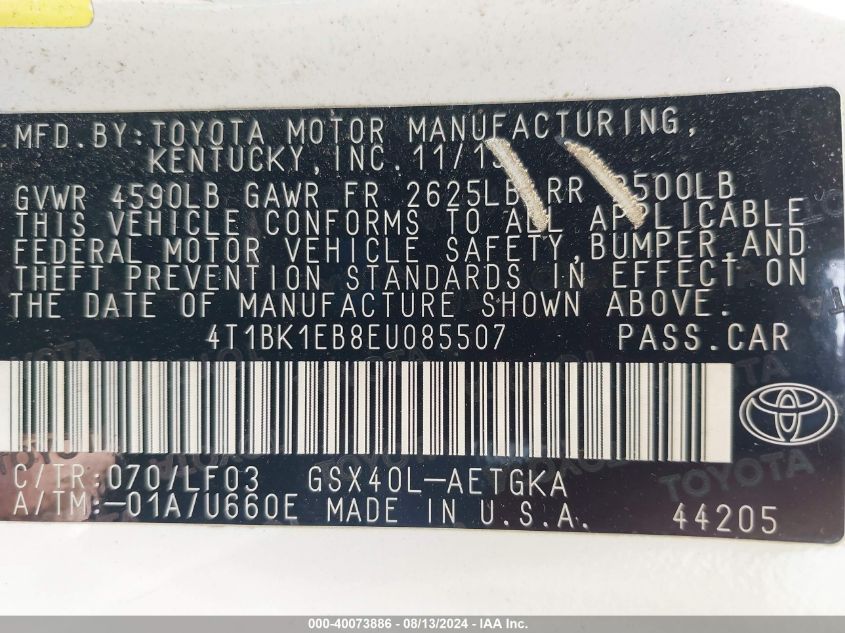 MFD.BY:TOYOTA MOTOR MANUFACTURING,
KENTUCKY,INC.
GVWR 4590LB GAWR FR 2625LB RR
THIS VEHICLE CONFORMS TO ALL APPLICABLE
FEDERAL MOTOR VEHICLE SAFETY,BUMPER,AND
THEFT PREVENTION STANDARDS IN EFFECT ON
THE DATE OF MANUFACTURE SHOWN ABOVE.
4T1BK1EB8EU085507 PASS.CAR
C/TR:070/LF03 GSX40L-AETGKA
TOYOTA
A/TM:-01A/U660E MADE IN U.S.A. 44205
000-40073886 - 08/13/2024 - IAA Inc.